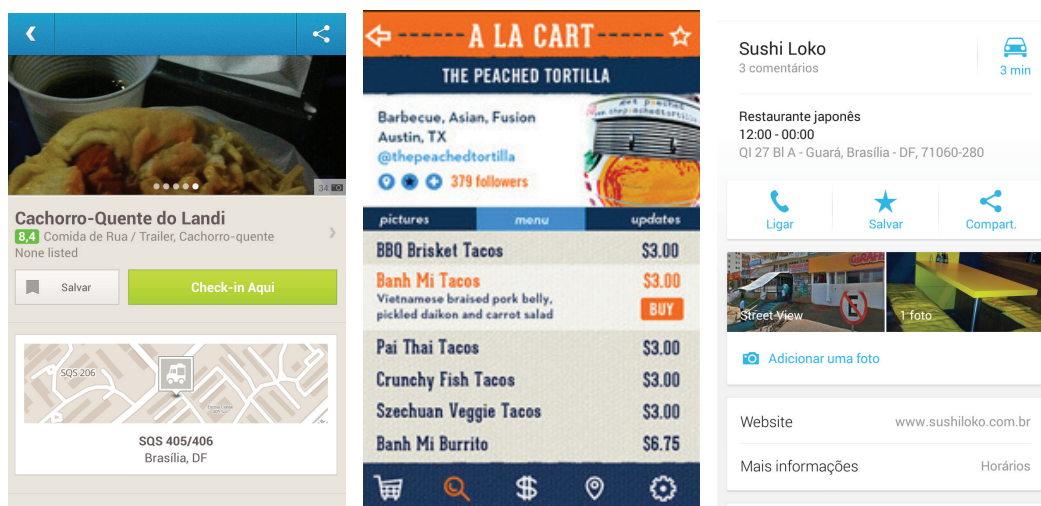 34
Cachorro-Quente do Landi
8,4 Comida de Rua / Trailer, Cachorro-quente
None listed
Salvar
Check-in Aqui
SQS 206
SQS 405/406
Brasília, DF
A LA CART
THE PEACHED TORTILLA
Barbecue, Asian, Fusion
Austin, TX
@thepeachedtortilla
379 followers
pictures menu updates
BBQ Brisket Tacos $3.00
Banh Mi Tacos $3.00
Vietnamese braised pork belly,
pickled daikon and carrot salad
BUY
Pai Thai Tacos $3.00
Crunchy Fish Tacos $3.00
Szechuan Veggie Tacos $3.00
Banh Mi Burrito $6.75
Sushi Loko
3 comentários
3 min
Restaurante japonês
12:00 - 00:00
QI 27 Bl A - Guará, Brasília - DF, 71060-280
Ligar Salvar Compart.
GIRAFFA
E
Street View
1 foto
Adicionar uma foto
Website www.sushiloko.com.br
Mais informações Horários